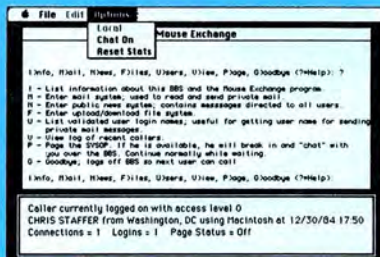 File Edit Options
Local
Chat On
Reset Stats
Mouse Exchange
I)nfo, M)ail, N)ews, F)iles, U)sers, V)iew, P)age, G)oodbye (?=Help): ?
I - List information about this BBS and the Mouse Exchange program.
M - Enter mail system; used to read and send private mail
N - Enter public news system; contains messages directed to all users.
F - Enter upload/download file system.
U - List validated user login names; useful for getting user name for sending
private mail messages.
V - View log of recent callers.
P - Page the SYSOP. If he is available, he will break in and "chat" with
you over the BBS. Continue normally while waiting.
G - Goodbye; logs off BBS so next user can call
I)nfo, M)ail, N)ews, F)iles, U)sers, V)iew, P)age, G)oodbye (?=Help):
Caller currently logged on with access level 0
CHRIS STAFFER from Washington, DC using Macintosh at 12/30/84 17:50
Connections = 1 Logins = 1 Page Status = Off